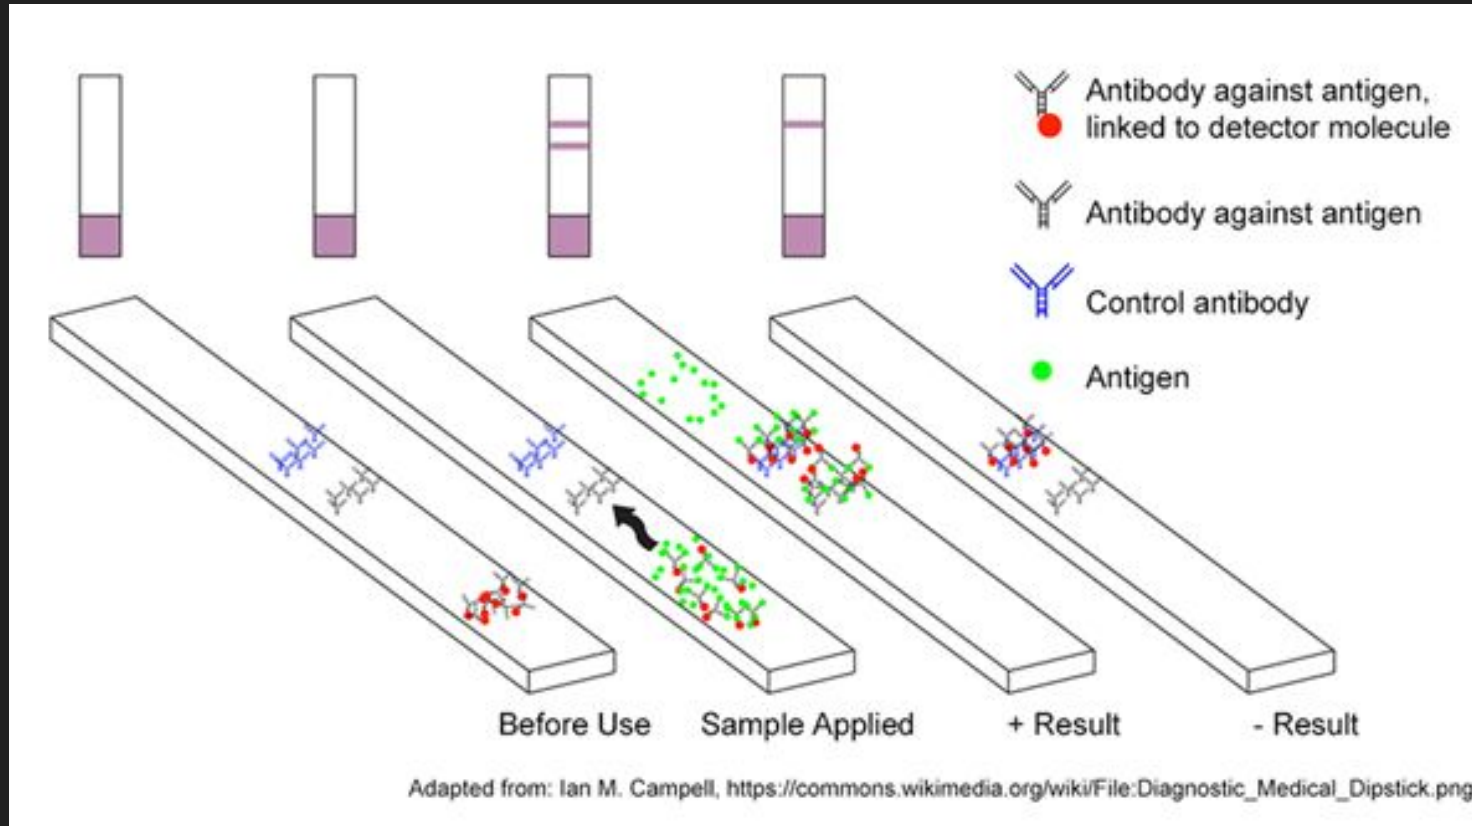 Antibody against antigen,
linked to detector molecule
Antibody against antigen
Control antibody
Antigen
Before Use
Sample Applied
+ Result
- Result
Adapted from: Ian M. Campell, https://commons.wikimedia.org/wiki/File:Diagnostic_Medical_Dipstick.png